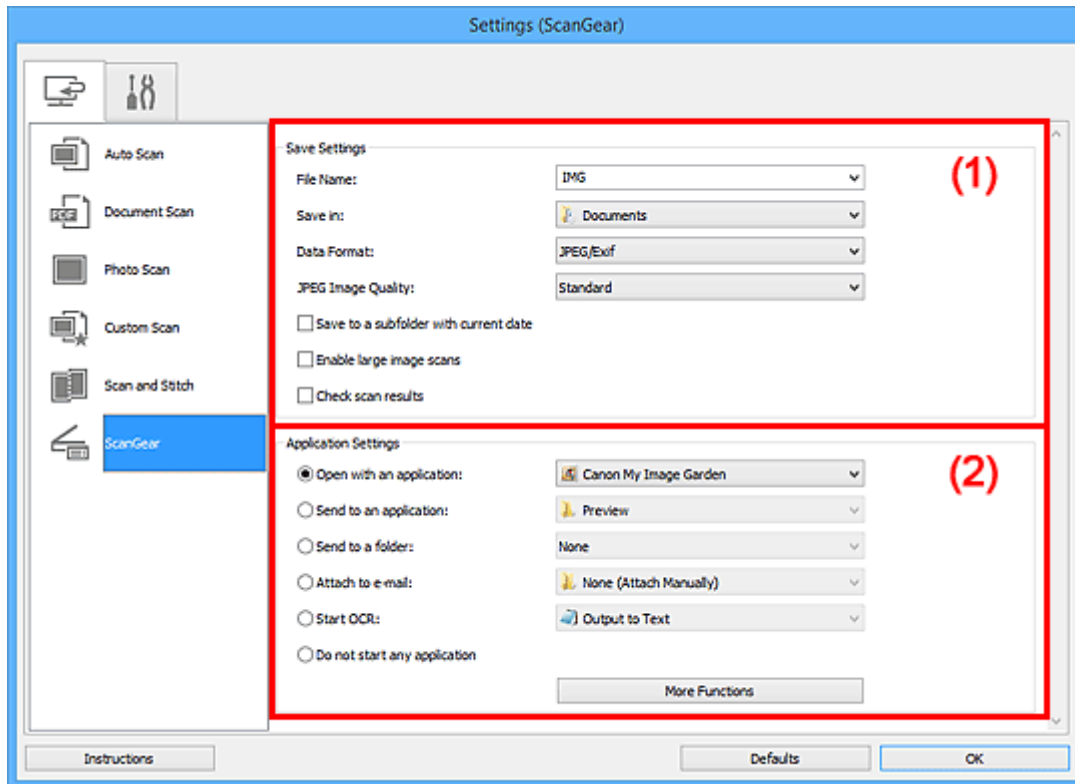 Settings (ScanGear)
Auto Scan
Document Scan
Photo Scan
Custom Scan
Scan and Stitch
ScanGear
Save Settings
(1)
File Name: IMG
Save in: Documents
Data Format: JPEG/Exif
JPEG Image Quality: Standard
Save to a subfolder with current date
Enable large image scans
Check scan results
Application Settings
(2)
Open with an application: Canon My Image Garden
Send to an application: Preview
Send to a folder: None
Attach to e-mail: None (Attach Manually)
Start OCR: Output to Text
Do not start any application
More Functions
Instructions Defaults OK